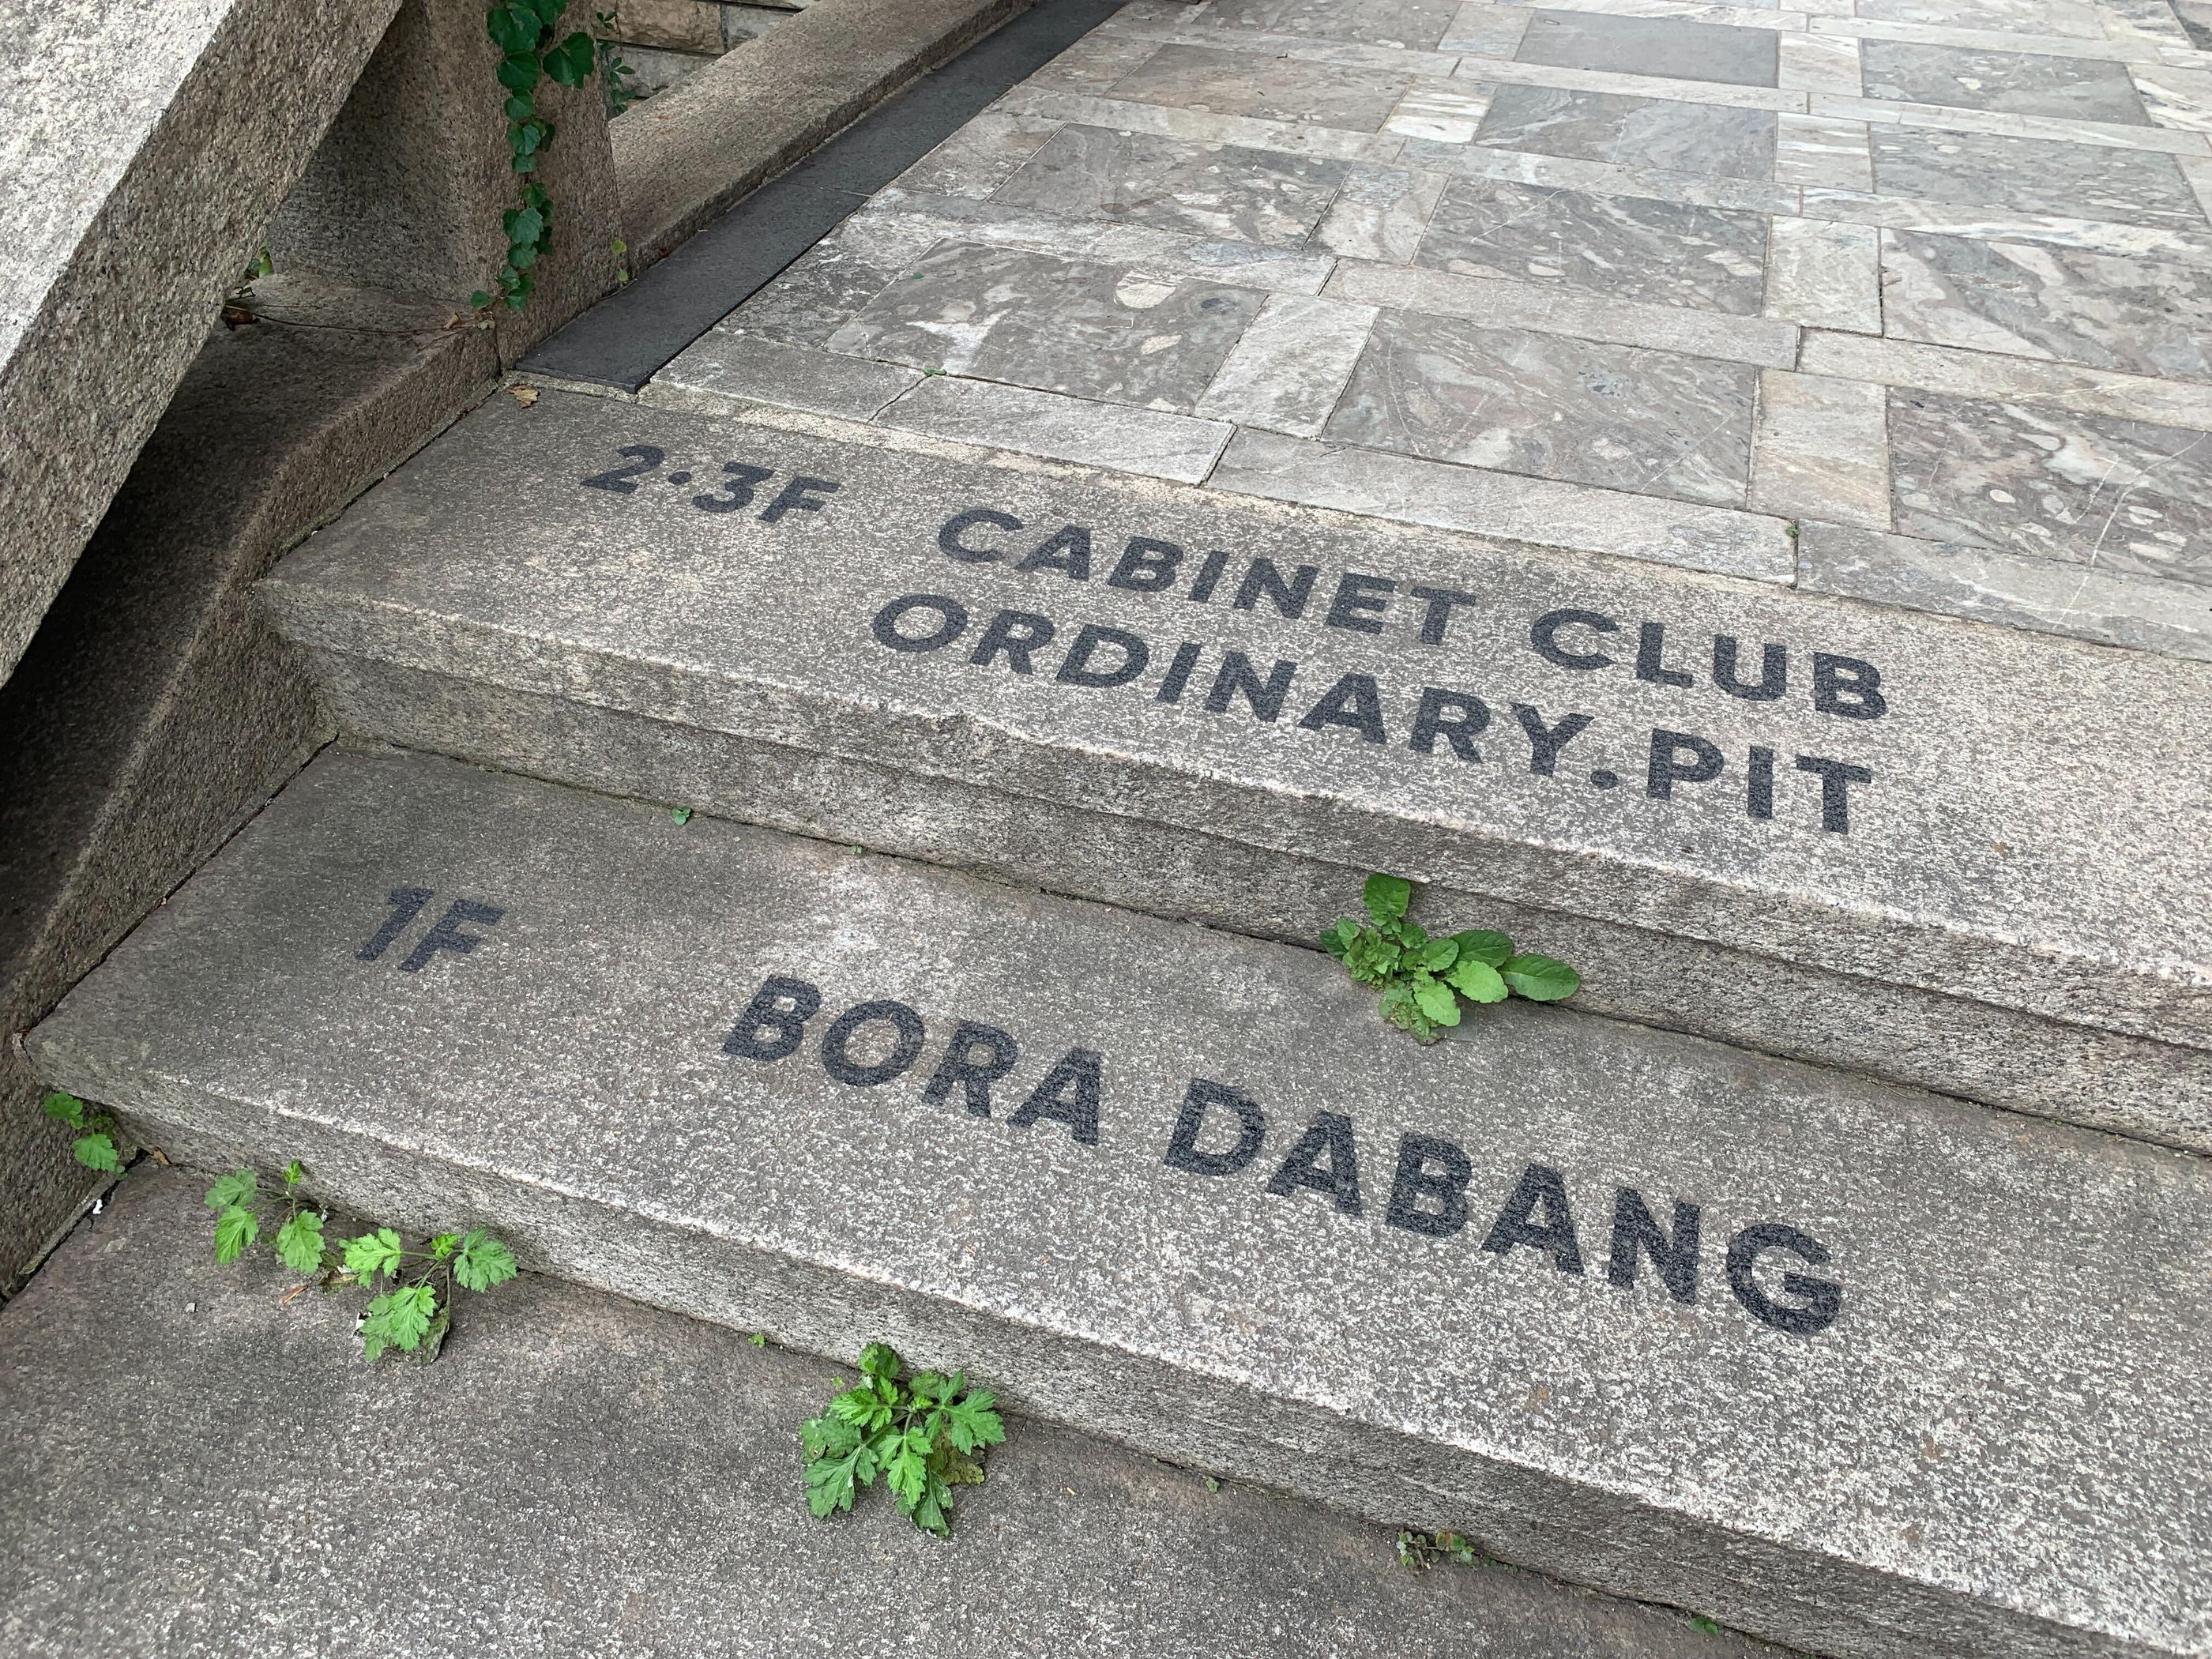 2·3F CABINET CLUB
ORDINARY.PIT
1F BORA DABANG